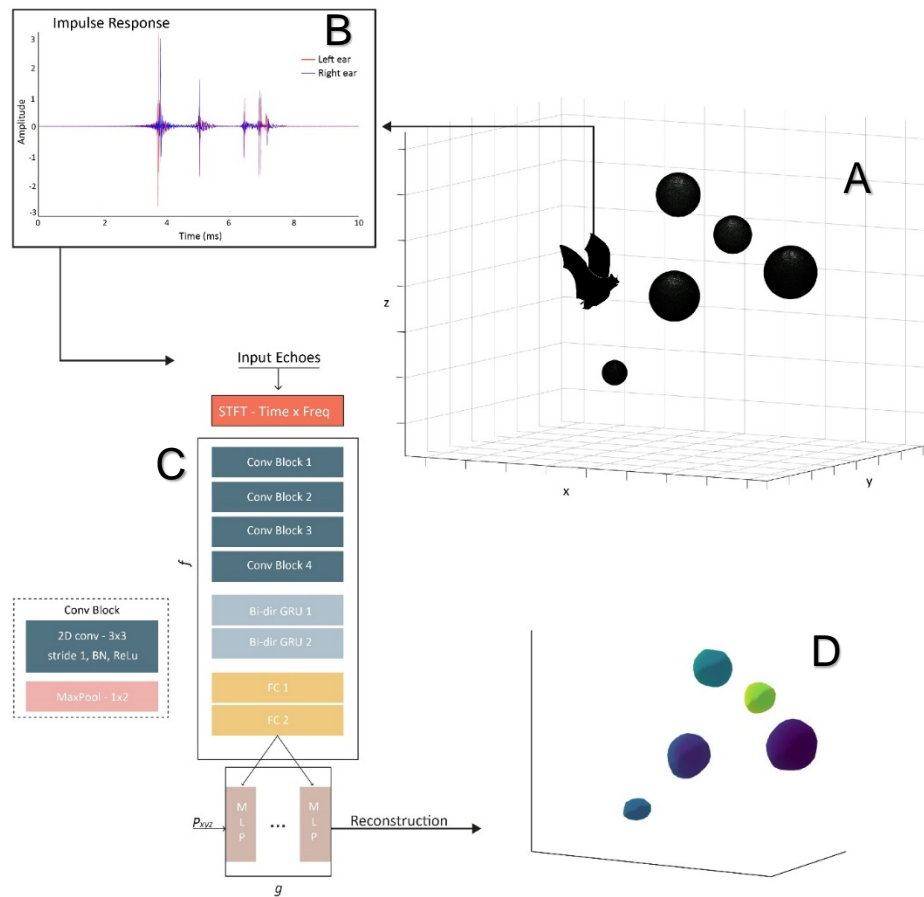 Impulse Response
B
Left ear
Right ear
Amplitude
3
2
1
0
-1
-2
-3
0
2
4
6
8
10
Time (ms)
A
z
x
y
Input Echoes
STFT - Time x Freq
C
f
Conv Block 1
Conv Block 2
Conv Block 3
Conv Block 4
Bi-dir GRU 1
Bi-dir GRU 2
FC 1
FC 2
Conv Block
2D conv - 3x3
stride 1, BN, ReLu
MaxPool - 1x2
Pxyz
MLP
...
MLP
g
Reconstruction
D